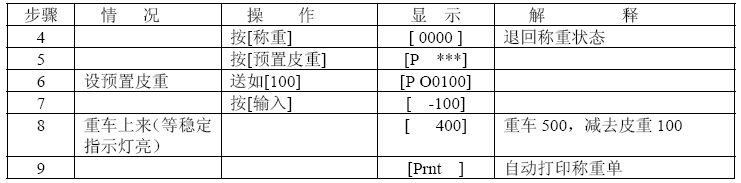 步骤 情 况 操 作 显 示 解 释
4 按[称重] [ 0000 ] 退回称重状态
5 按[预置皮重] [P ***]
6 设预置皮重 送如[100] [P O0100]
7 按[输入] [ -100]
8 重车上来（等稳定 [ 400] 重车 500，减去皮重 100
指示灯亮）
9 [Prnt ] 自动打印称重单